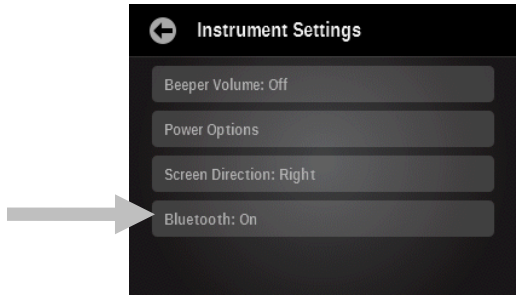 Instrument Settings
Beeper Volume: Off
Power Options
Screen Direction: Right
Bluetooth: On